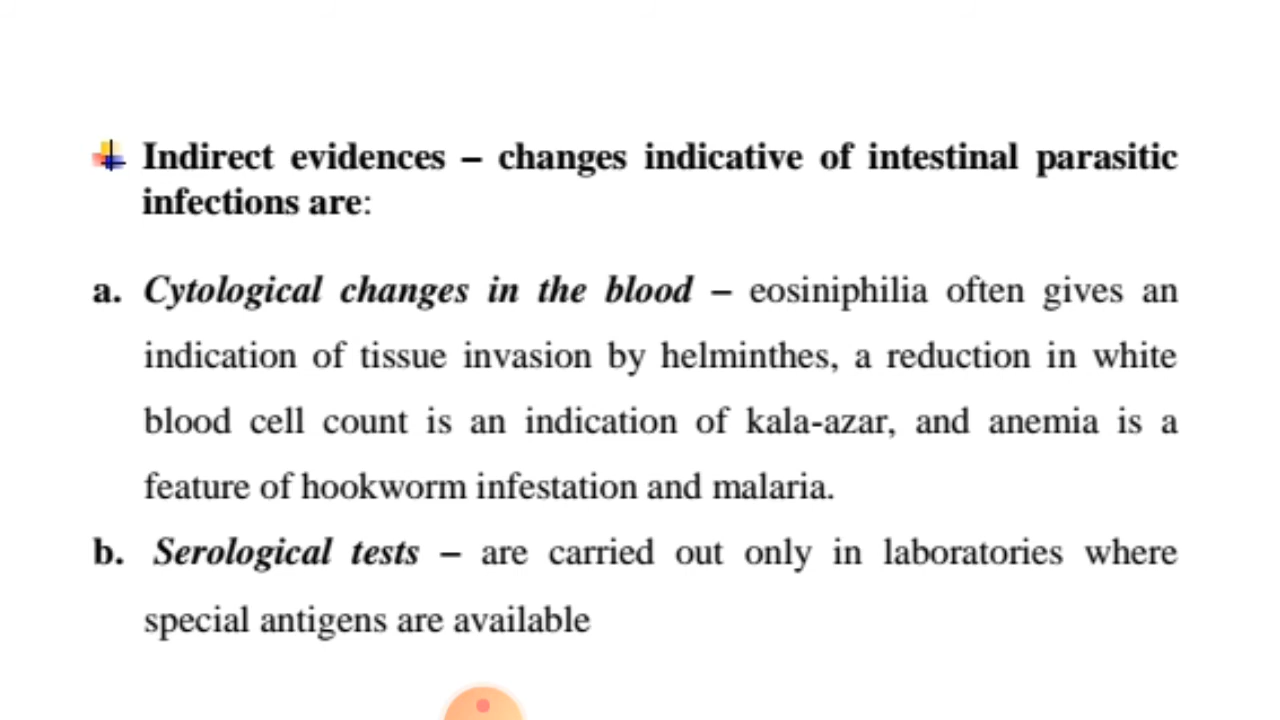 Indirect evidences – changes indicative of intestinal parasitic
infections are:
a. Cytological changes in the blood – eosiniphilia often gives an
indication of tissue invasion by helminthes, a reduction in white
blood cell count is an indication of kala-azar, and anemia is a
feature of hookworm infestation and malaria.
b. Serological tests – are carried out only in laboratories where
special antigens are available